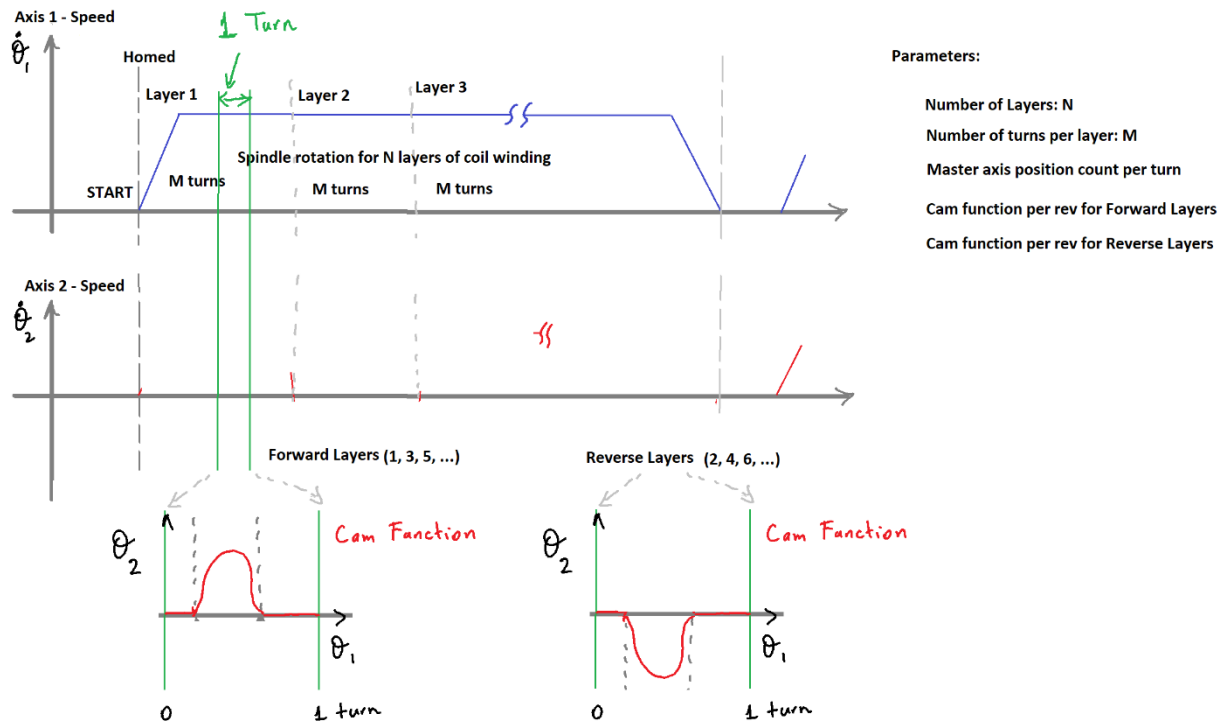 Axis 1 - Speed
θ̇₁
1 Turn
Homed
Parameters:
Layer 1
Layer 2
Layer 3
Number of Layers: N
Number of turns per layer: M
Spindle rotation for N layers of coil winding
Master axis position count per turn
START
M turns
M turns
M turns
Cam function per rev for Forward Layers
Cam function per rev for Reverse Layers
Axis 2 - Speed
θ̇₂
Forward Layers (1, 3, 5, ...)
Reverse Layers (2, 4, 6, ...)
θ₂
Cam Fanction
θ₁
0
1 turn
θ₂
Cam Fanction
θ₁
0
1 turn